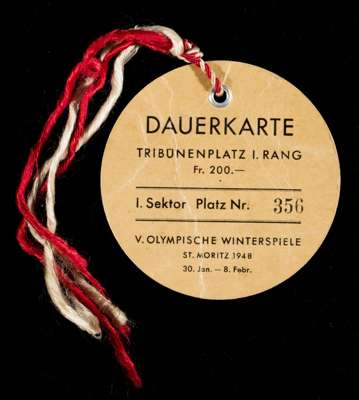 DAUERKARTE
TRIBÜNENPLATZ I. RANG
Fr. 200.—
I. Sektor Platz Nr. 356
V. OLYMPISCHE WINTERSPIELE
ST. MORITZ 1948
30. Jan. — 8. Febr.